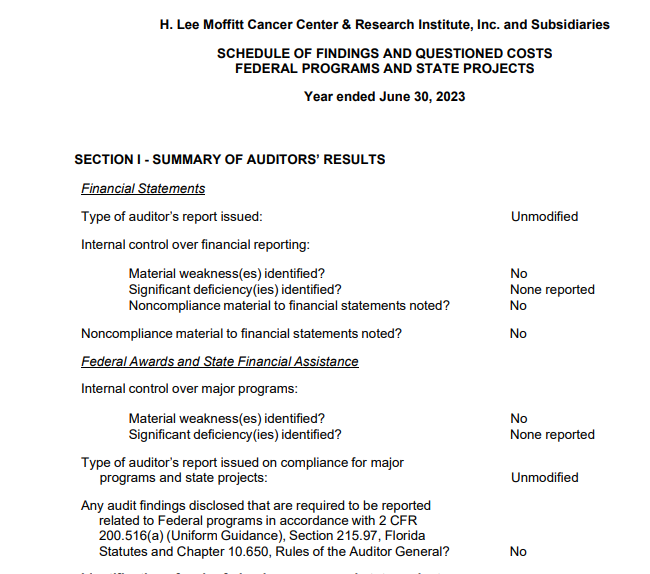 H. Lee Moffitt Cancer Center & Research Institute, Inc. and Subsidiaries
SCHEDULE OF FINDINGS AND QUESTIONED COSTS
FEDERAL PROGRAMS AND STATE PROJECTS
Year ended June 30, 2023
SECTION I - SUMMARY OF AUDITORS' RESULTS
Financial Statements
Type of auditor's report issued: Unmodified
Internal control over financial reporting:
Material weakness(es) identified? No
Significant deficiency(ies) identified? None reported
Noncompliance material to financial statements noted? No
Noncompliance material to financial statements noted? No
Federal Awards and State Financial Assistance
Internal control over major programs:
Material weakness(es) identified? No
Significant deficiency(ies) identified? None reported
Type of auditor's report issued on compliance for major
programs and state projects: Unmodified
Any audit findings disclosed that are required to be reported
related to Federal programs in accordance with 2 CFR
200.516(a) (Uniform Guidance), Section 215.97, Florida
Statutes and Chapter 10.650, Rules of the Auditor General? No